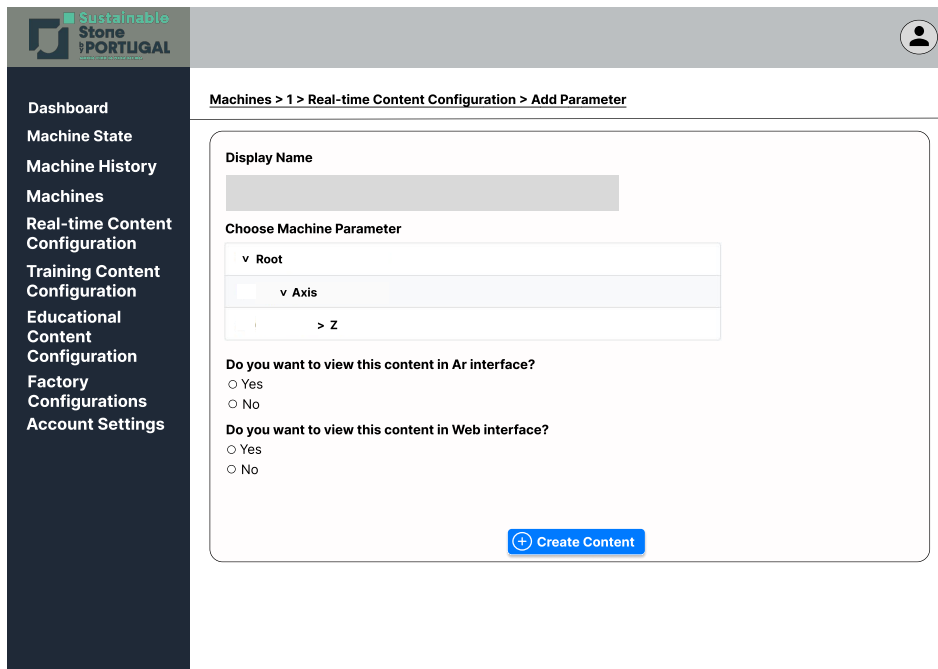 Sustainable
Stone
by PORTUGAL
Machines > 1 > Real-time Content Configuration > Add Parameter
Dashboard
Machine State
Machine History
Machines
Real-time Content
Configuration
Training Content
Configuration
Educational
Content
Configuration
Factory
Configurations
Account Settings
Display Name
Choose Machine Parameter
v Root
v Axis
> Z
Do you want to view this content in Ar interface?
Yes
No
Do you want to view this content in Web interface?
Yes
No
Create Content